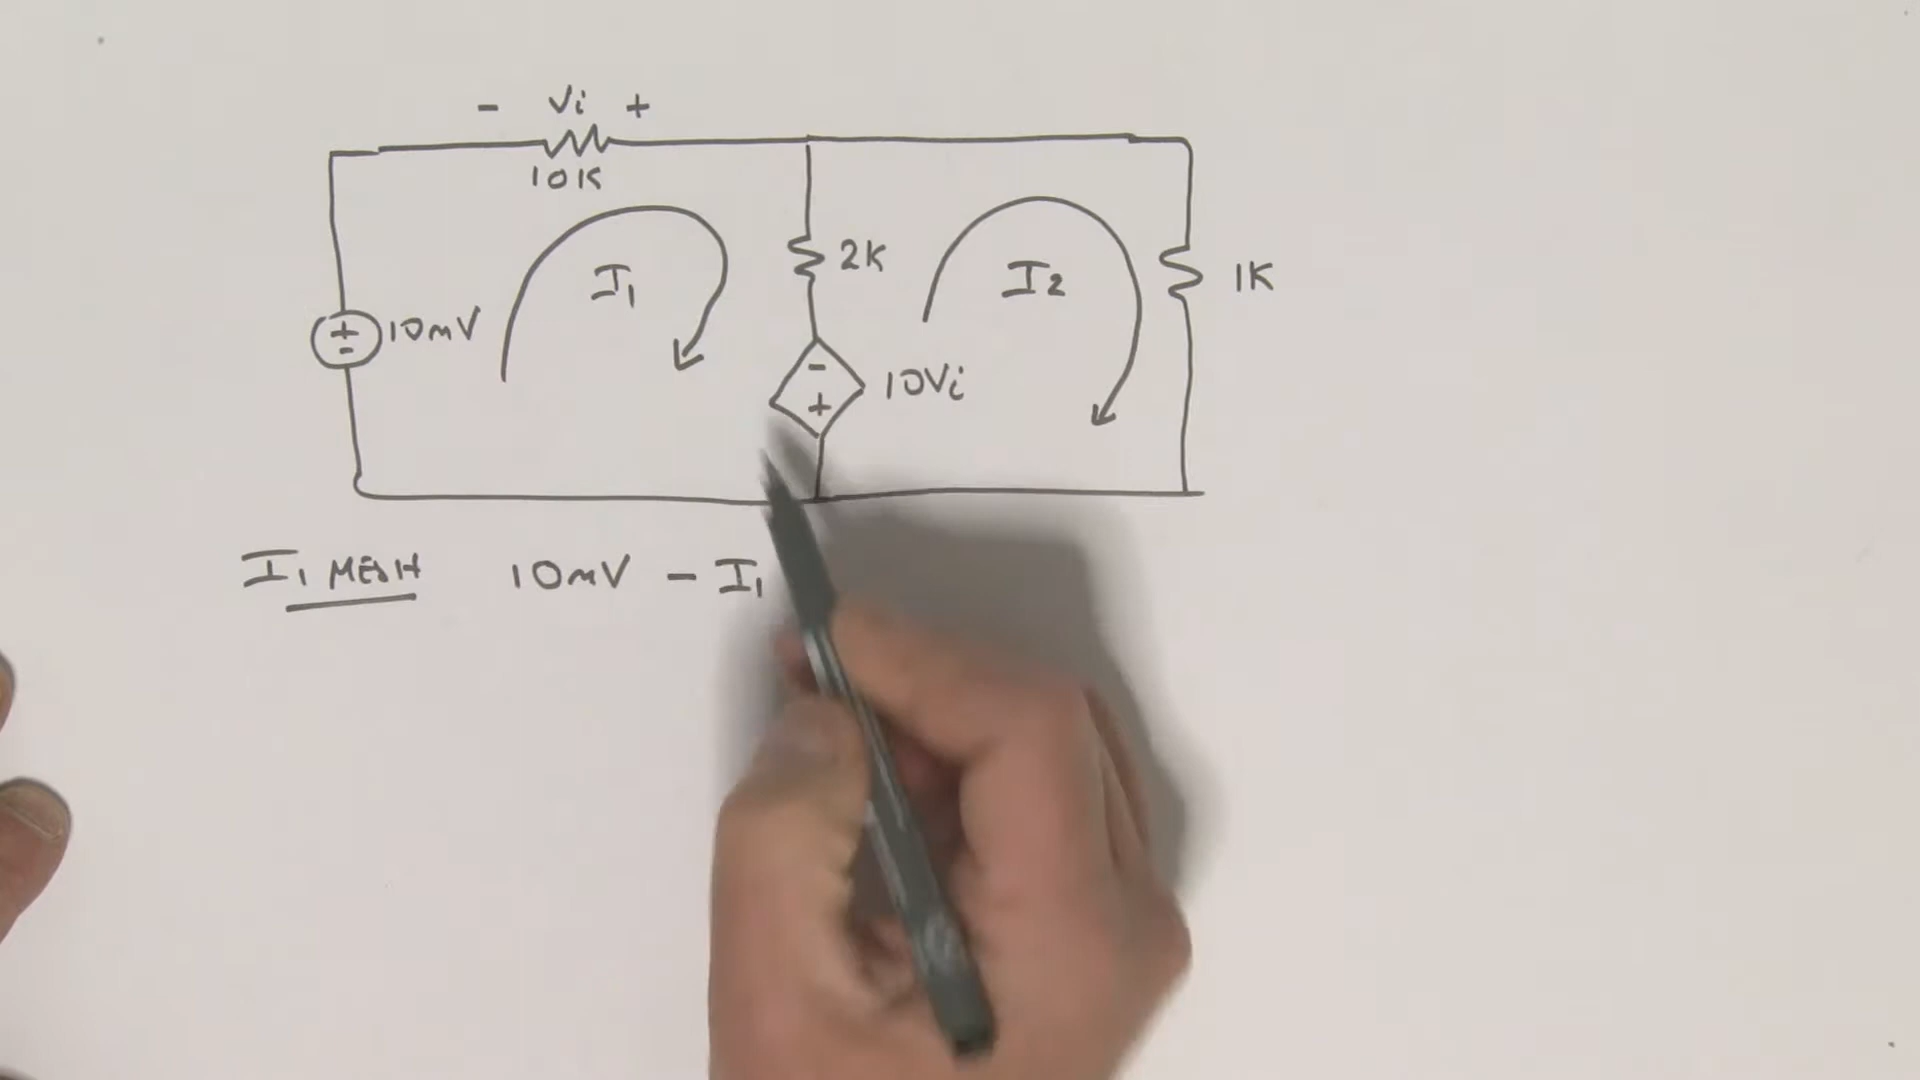 - Vi +
10K
2K
I2
1K
I1
+
-
10mV
-
+
10Vi
I1 MESH 10mV - I1